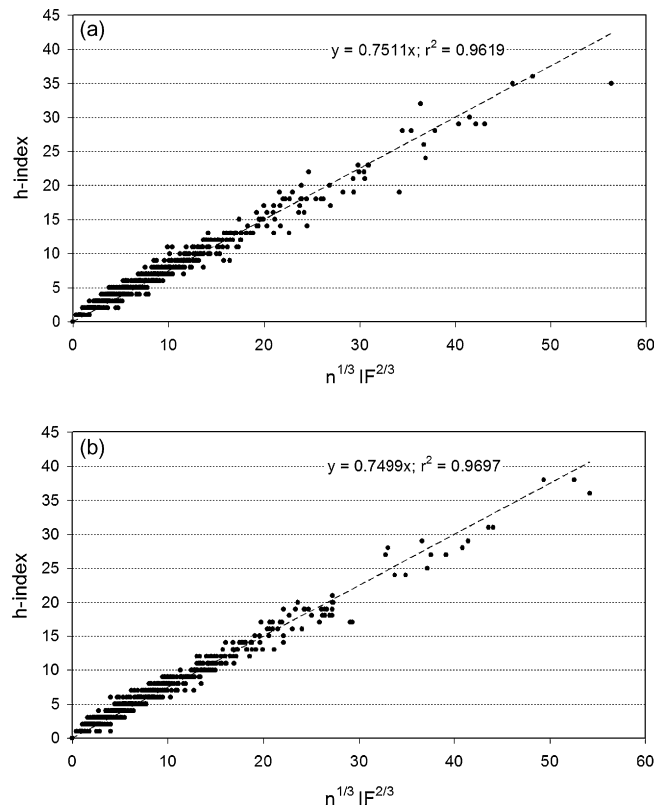 (a)
y = 0.7511x; r² = 0.9619
45
40
35
30
25
20
15
10
5
0
h-index
0 10 20 30 40 50 60
n^1/3 IF^2/3
(b)
y = 0.7499x; r² = 0.9697
45
40
35
30
25
20
15
10
5
0
h-index
0 10 20 30 40 50 60
n^1/3 IF^2/3